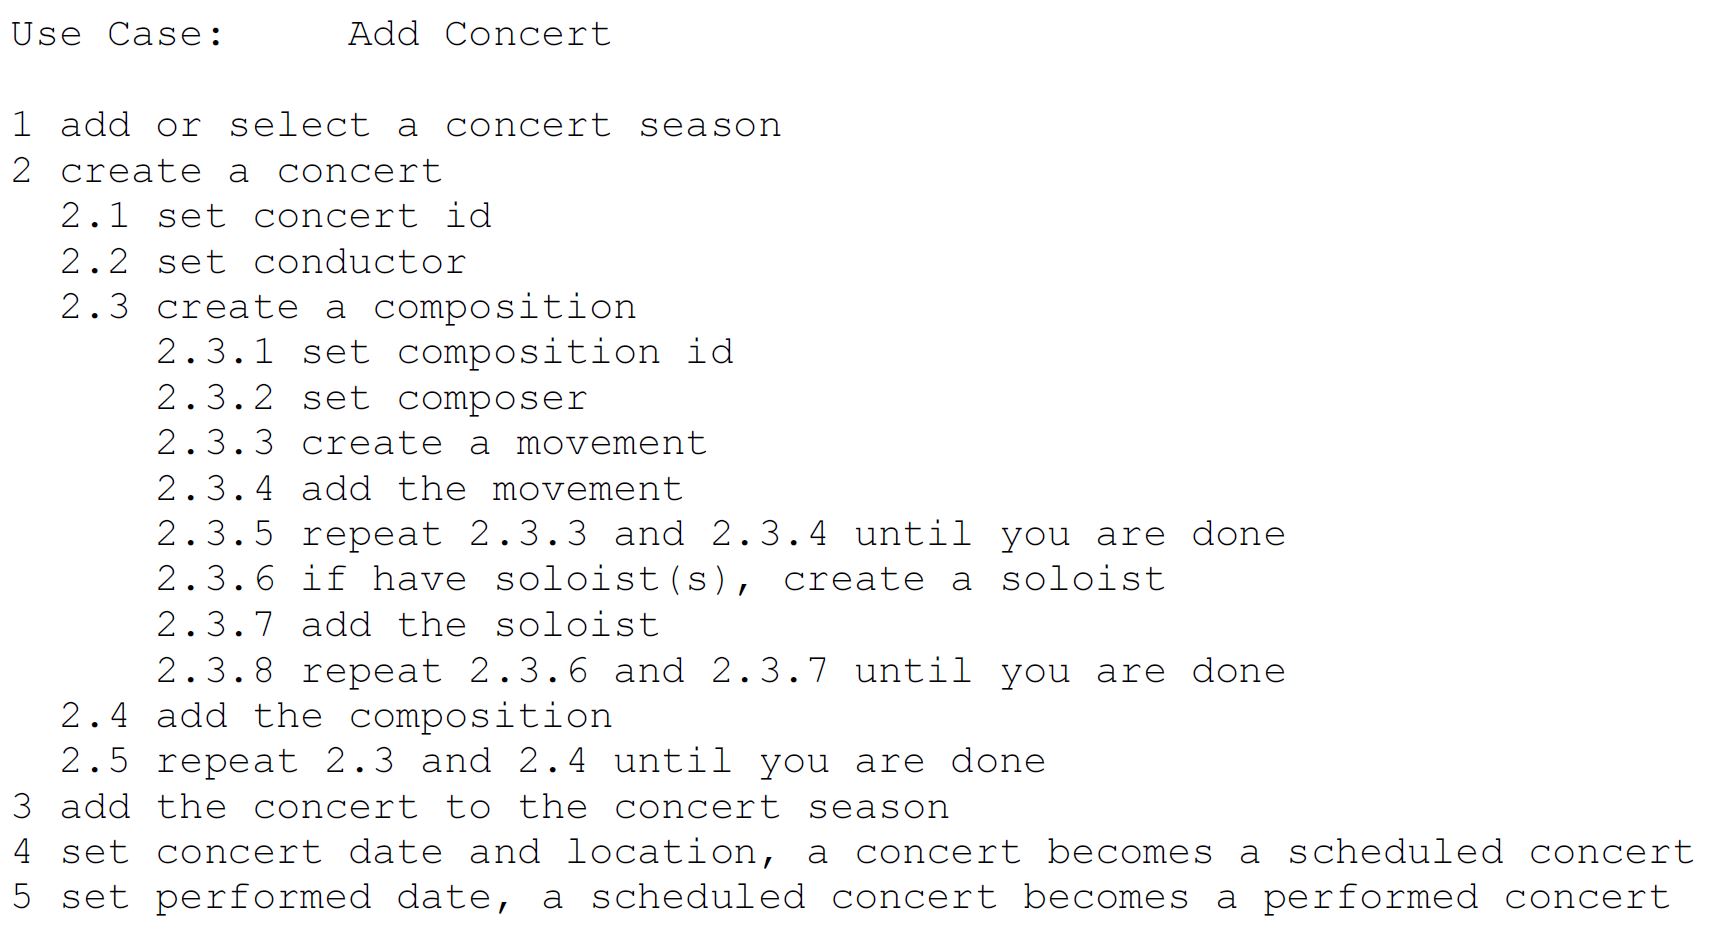 Use Case:     Add Concert
1 add or select a concert season
2 create a concert
2.1 set concert id
2.2 set conductor
2.3 create a composition
2.3.1 set composition id
2.3.2 set composer
2.3.3 create a movement
2.3.4 add the movement
2.3.5 repeat 2.3.3 and 2.3.4 until you are done
2.3.6 if have soloist(s), create a soloist
2.3.7 add the soloist
2.3.8 repeat 2.3.6 and 2.3.7 until you are done
2.4 add the composition
2.5 repeat 2.3 and 2.4 until you are done
3 add the concert to the concert season
4 set concert date and location, a concert becomes a scheduled concert
5 set performed date, a scheduled concert becomes a performed concert